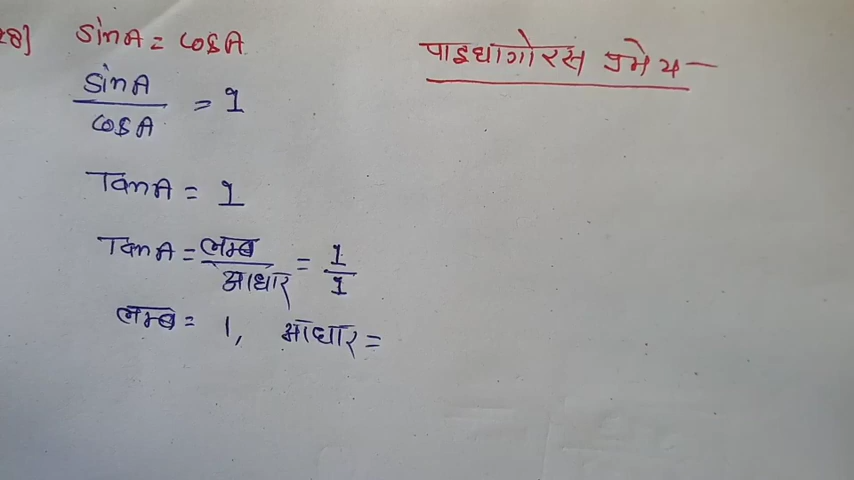 28] sinA = cosA
sinA / cosA = 1
TanA = 1
TanA = लम्ब / आधार = 1 / 1
लम्ब = 1, आधार =
पाइथागोरस प्रमेय —